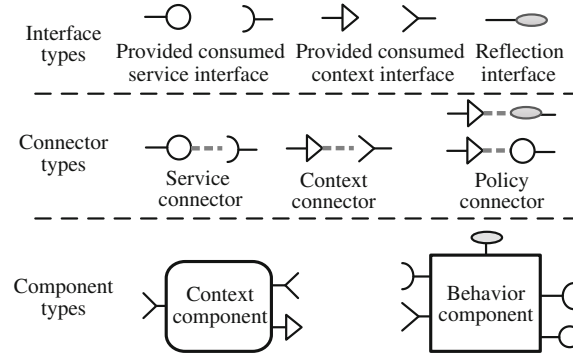 Interface types
Provided consumed service interface
Provided consumed context interface
Reflection interface
Connector types
Service connector
Context connector
Policy connector
Component types
Context component
Behavior component